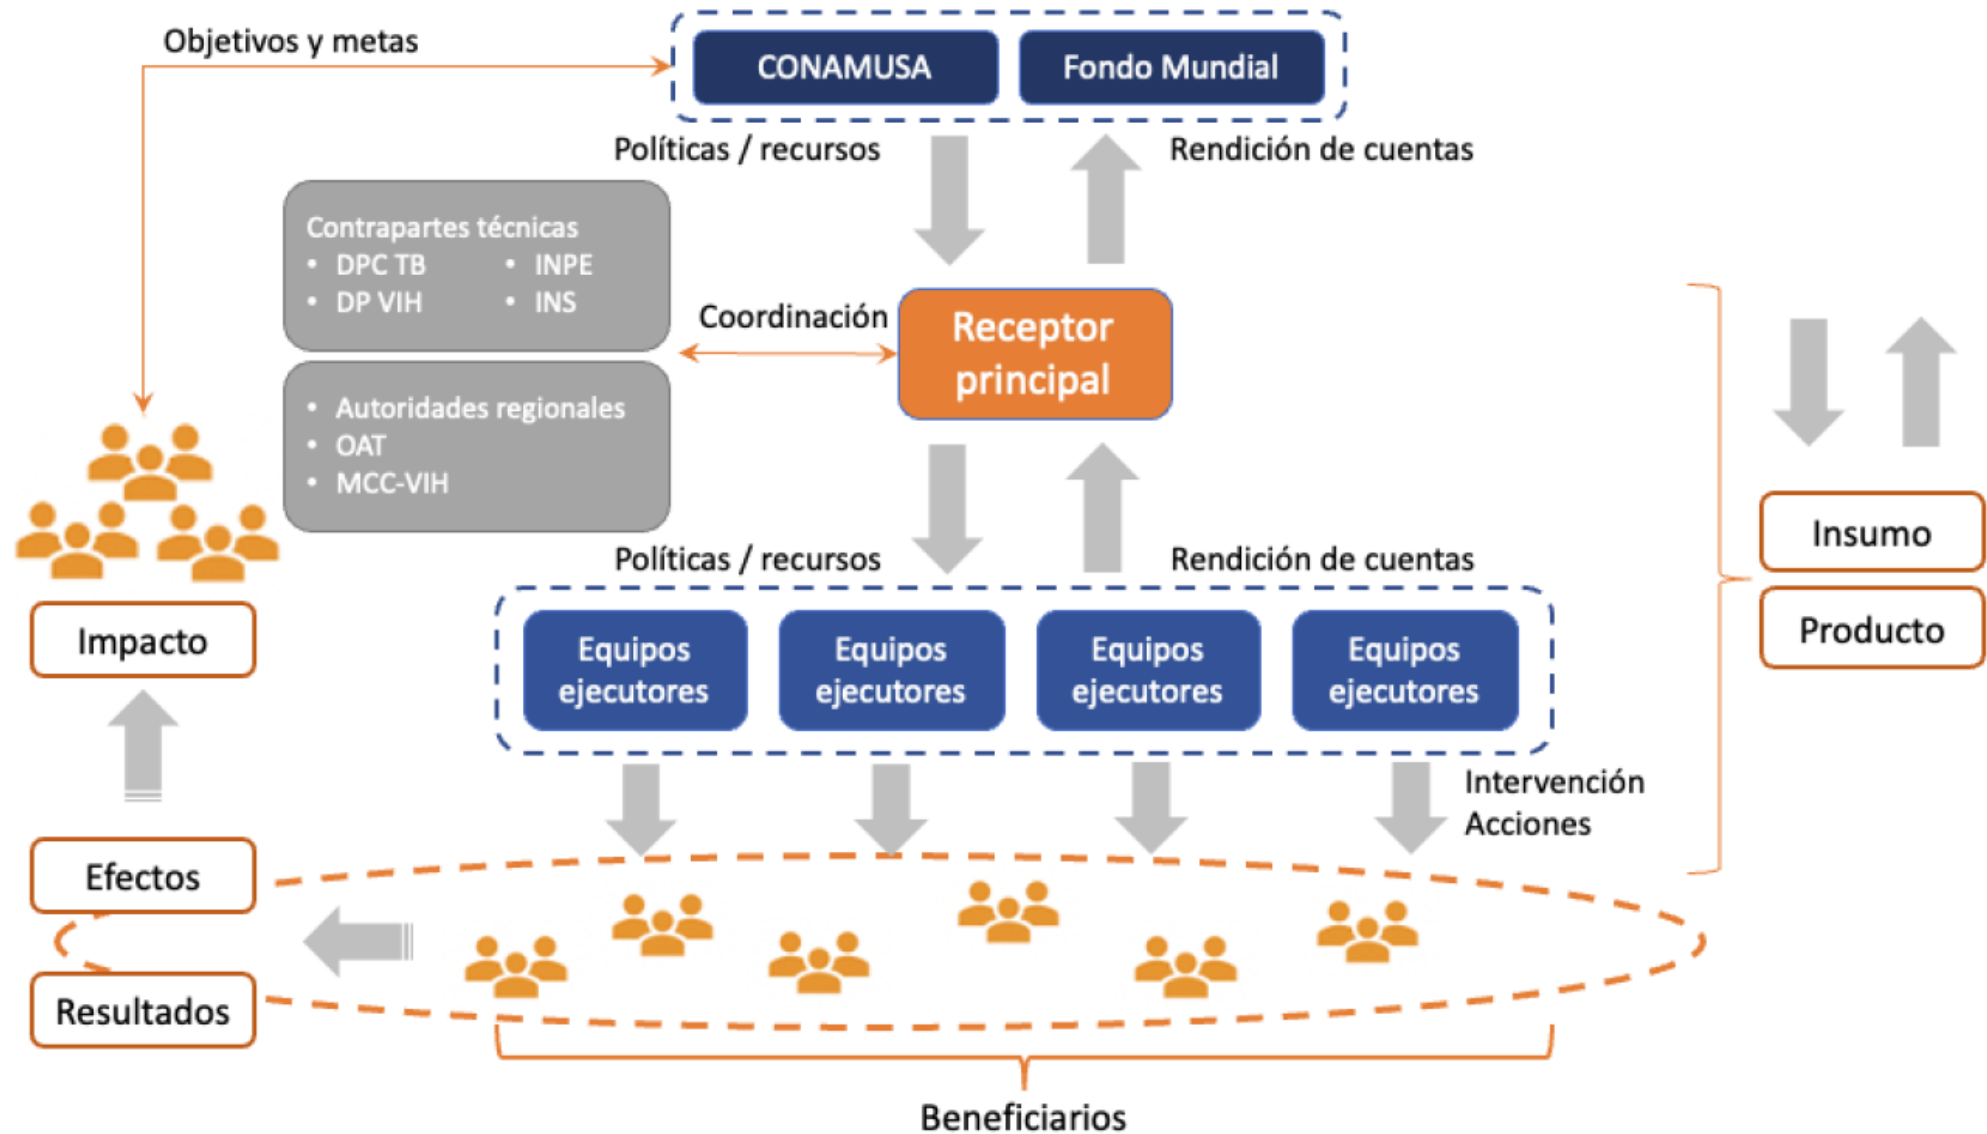 Objetivos y metas
CONAMUSA
Fondo Mundial
Políticas / recursos
Rendición de cuentas
Contrapartes técnicas
• DPC TB
• INPE
• DP VIH
• INS
Coordinación
Receptor
principal
• Autoridades regionales
• OAT
• MCC-VIH
Políticas / recursos
Rendición de cuentas
Insumo
Producto
Impacto
Equipos
ejecutores
Equipos
ejecutores
Equipos
ejecutores
Equipos
ejecutores
Intervención
Acciones
Efectos
Resultados
Beneficiarios